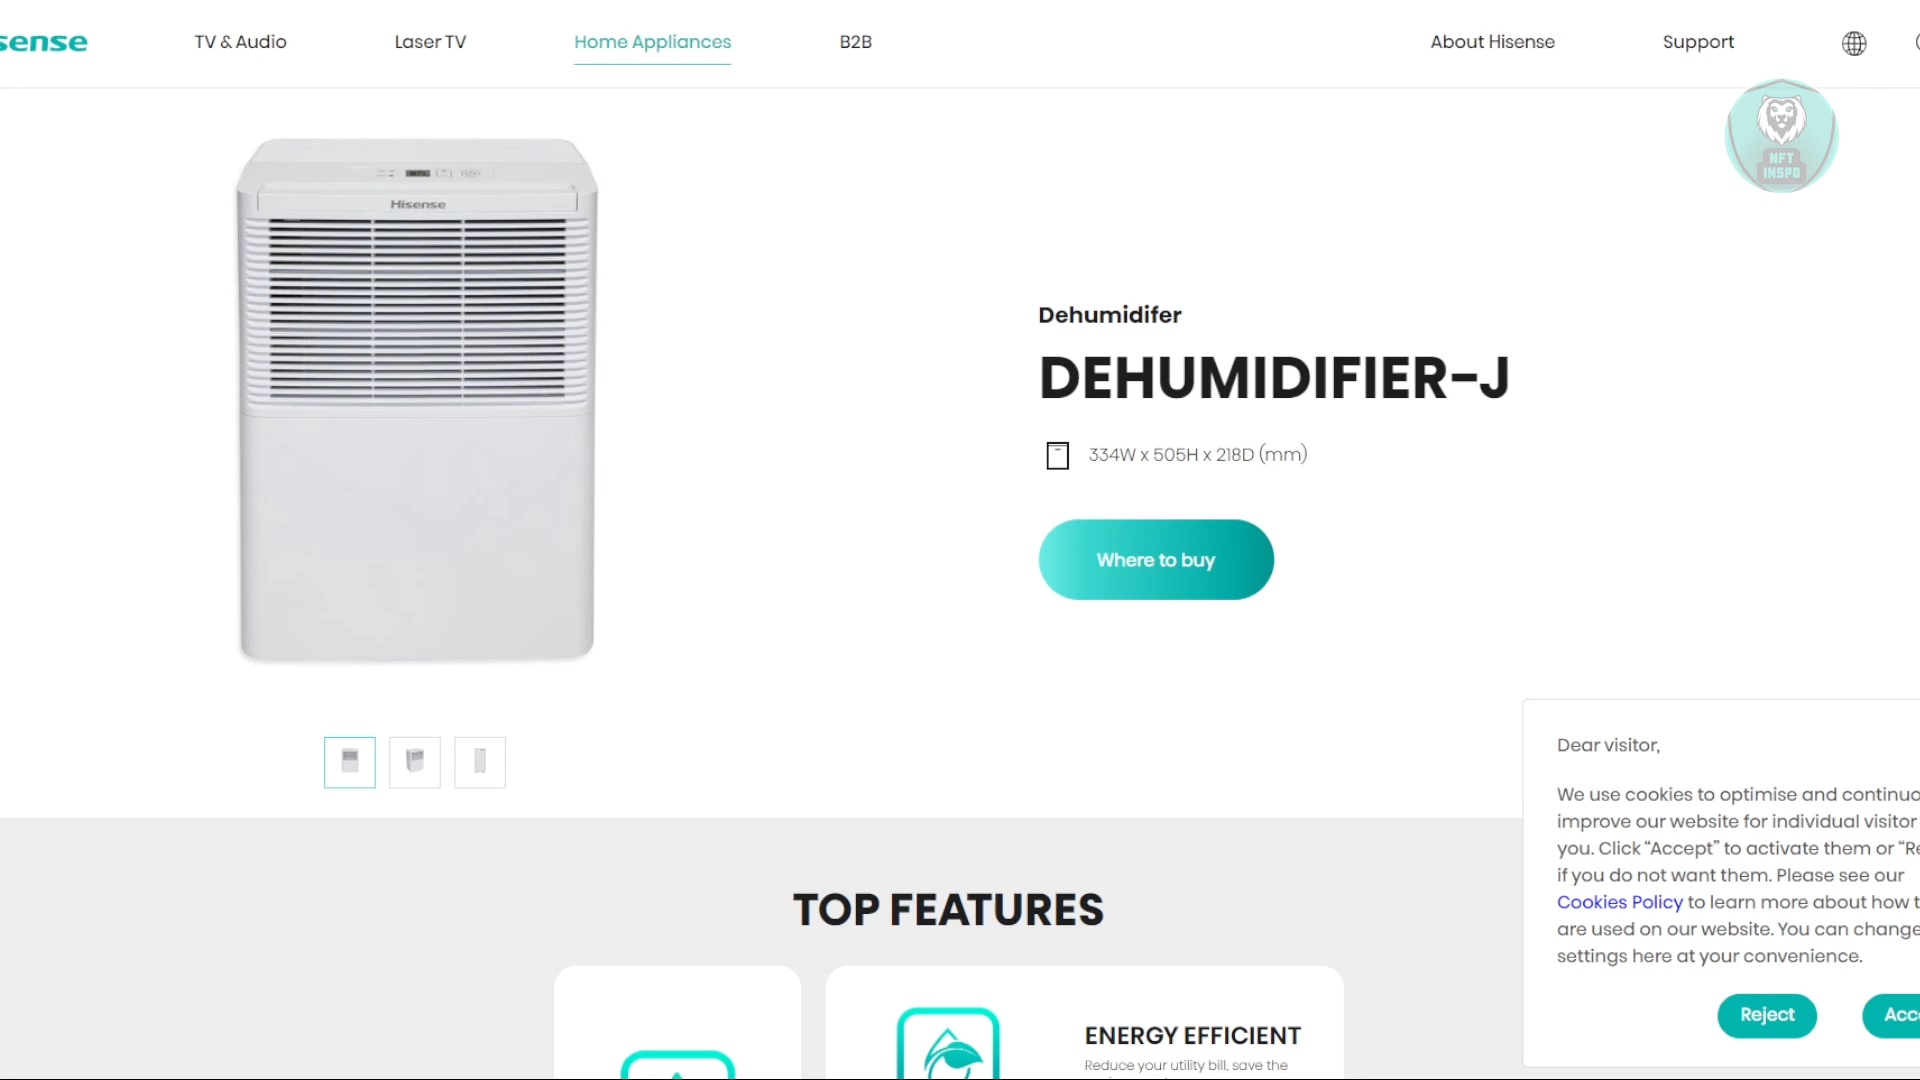 sense
TV & Audio
Laser TV
Home Appliances
B2B
About Hisense
Support
NFT
INSPO
Hisense
Dehumidifer
DEHUMIDIFIER-J
334W x 505H x 218D (mm)
Where to buy
Dear visitor,
We use cookies to optimise and continuo
improve our website for individual visitor
you. Click “Accept” to activate them or “Re
if you do not want them. Please see our
Cookies Policy to learn more about how t
are used on our website. You can change
settings here at your convenience.
Reject
Acc
TOP FEATURES
ENERGY EFFICIENT
Reduce your utility bill, save the